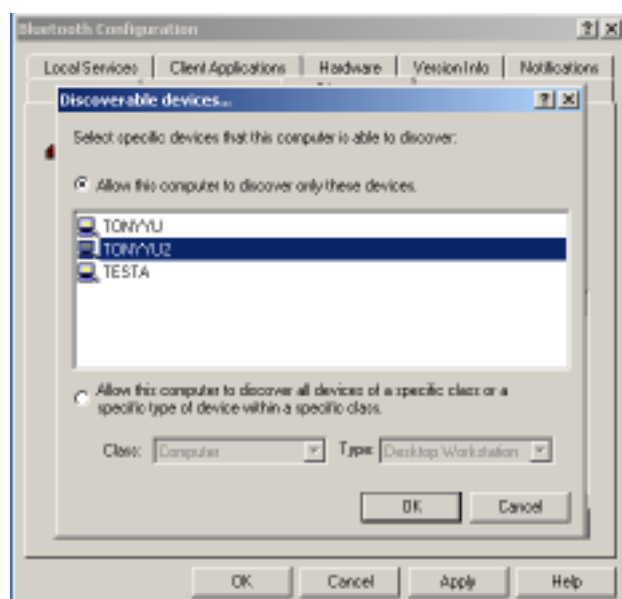 Bluetooth Configuration
Local Services Client Applications Hardware Version Info Notifications
Discoverable devices...
Select specific devices that this computer is able to discover:
Allow this computer to discover only these devices.
TONYYU
TONYYU2
TESTA
Allow this computer to discover all devices of a specific class or a
specific type of device within a specific class.
Class: Computer Type: Desktop Workstation
OK Cancel
OK Cancel Apply Help